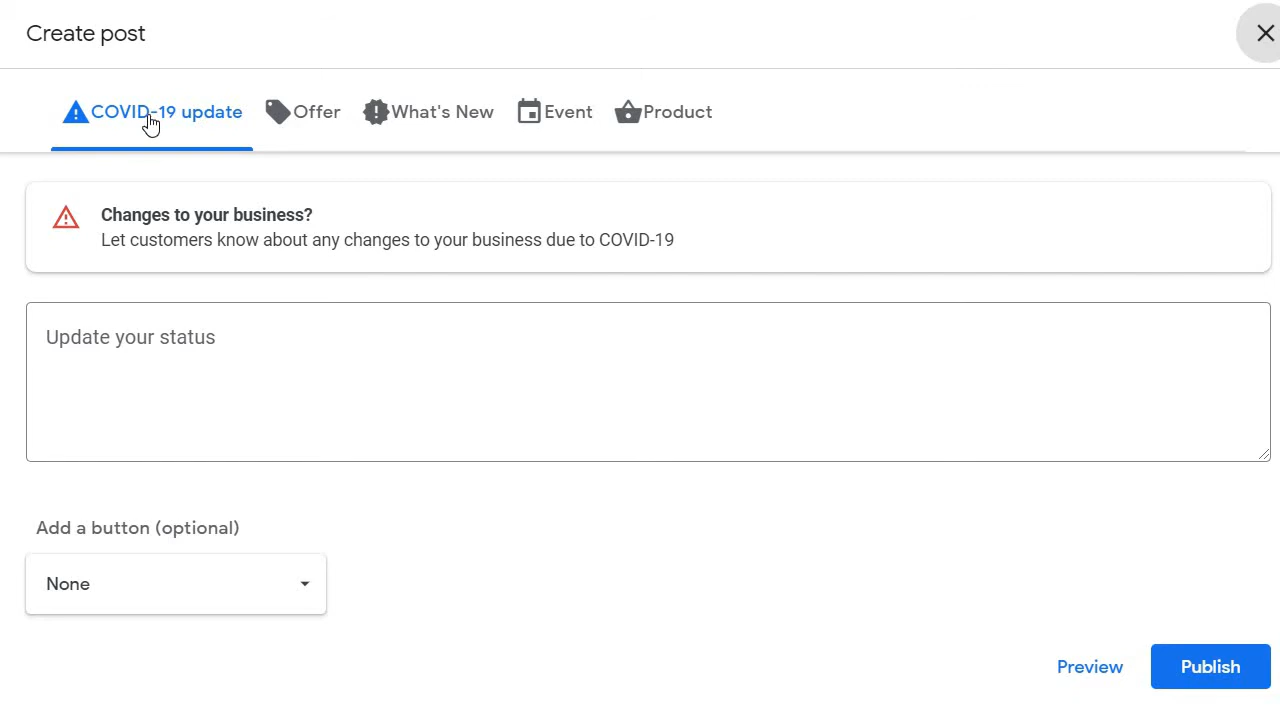 Create post
COVID-19 update Offer What's New Event Product
Changes to your business?
Let customers know about any changes to your business due to COVID-19
Update your status
Add a button (optional)
None
Preview Publish